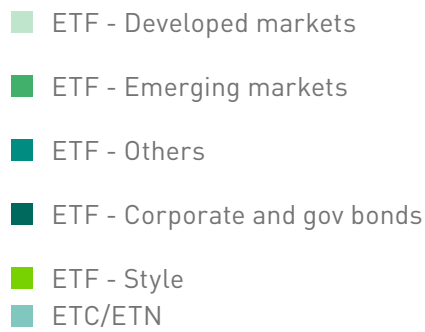 ETF - Developed markets
ETF - Emerging markets
ETF - Others
ETF - Corporate and gov bonds
ETF - Style
ETC/ETN